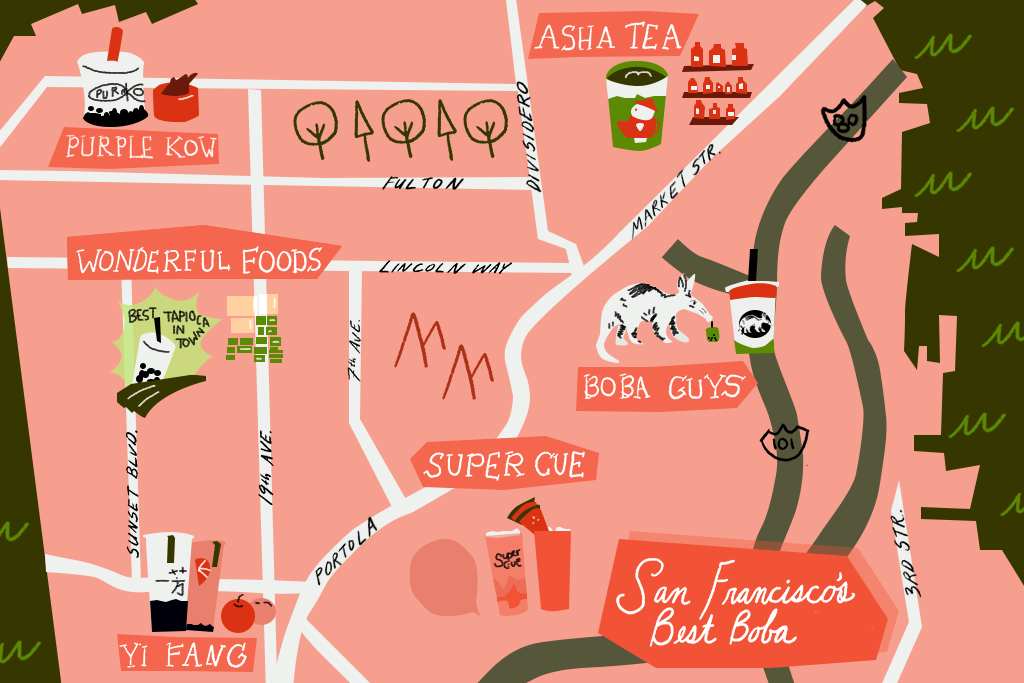 ASHA TEA
PURPLE KOW
DIVISIDERO
80
FULTON
MARKET STR.
WONDERFUL FOODS
LINCOLN WAY
BEST TAPIOCA
IN
TOWN
7th AVE.
BOBA GUYS
101
SUPER CUE
SUNSET BLVD.
19th AVE.
PORTOLA
Super
Cue
3RD STR.
一方
San Francisco's
Best Boba
YI FANG